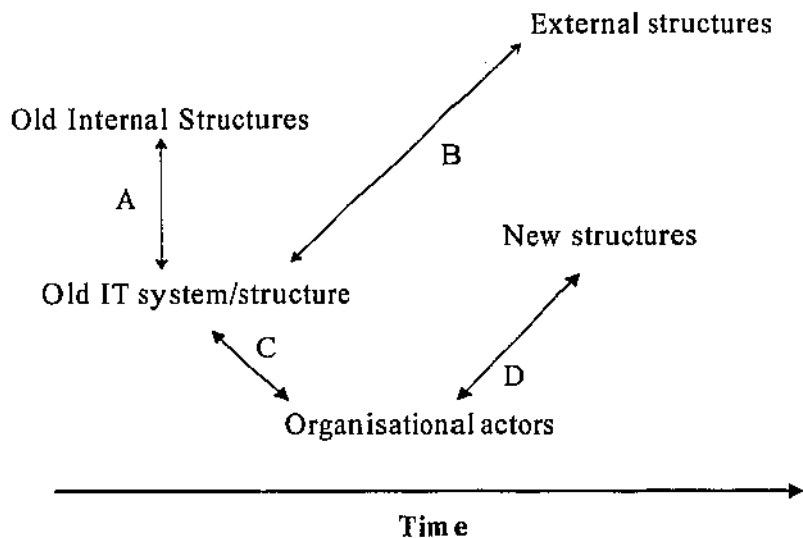 External structures
Old Internal Structures
B
A
New structures
Old IT system/structure
C
D
Organisational actors
Time